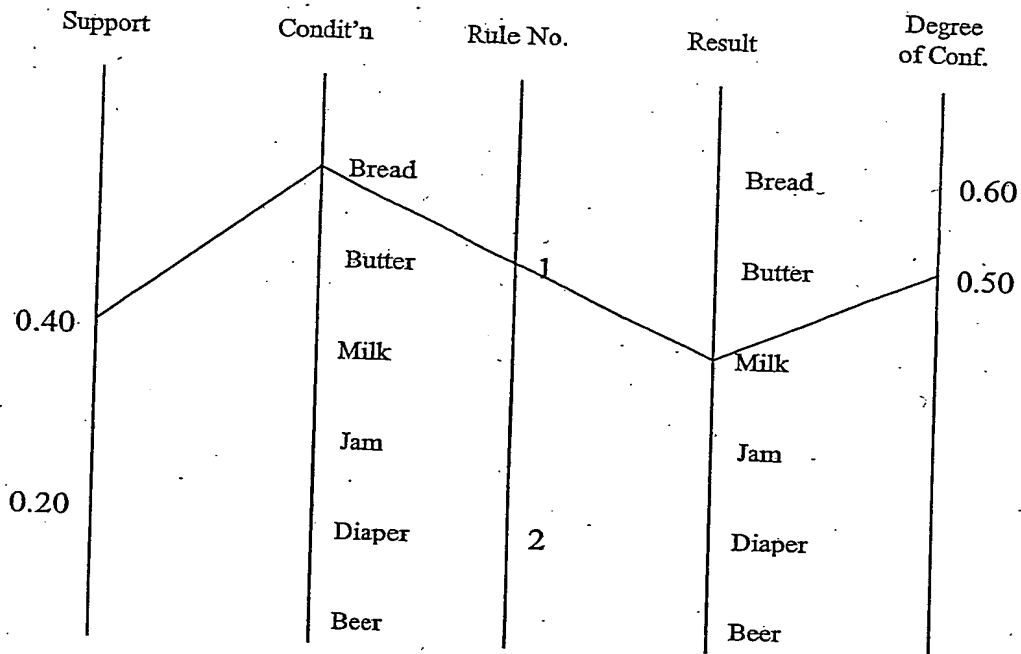 Support
Condit'n
Rule No.
Result
Degree
of Conf.
Bread
Bread
0.60
Butter
1
Butter
0.50
0.40
Milk
Milk
Jam
Jam
0.20
Diaper
2
Diaper
Beer
Beer